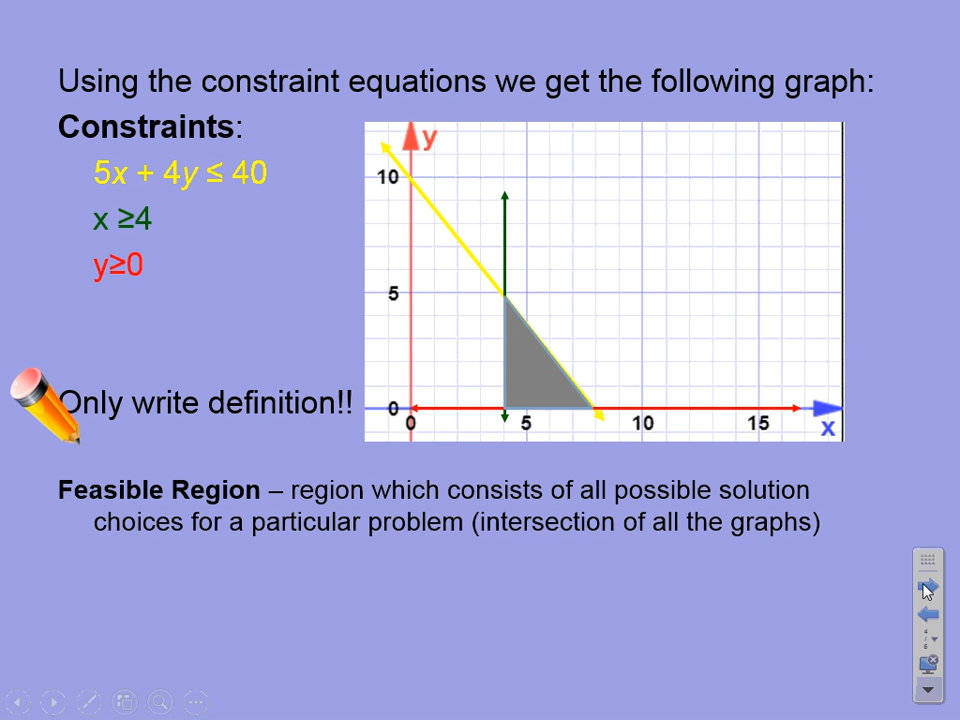 Using the constraint equations we get the following graph:
Constraints:
5x + 4y ≤ 40
x ≥4
y≥0
y
10
5
0
0
5
10
15
x
Only write definition!!
Feasible Region – region which consists of all possible solution
choices for a particular problem (intersection of all the graphs)
4
/
6